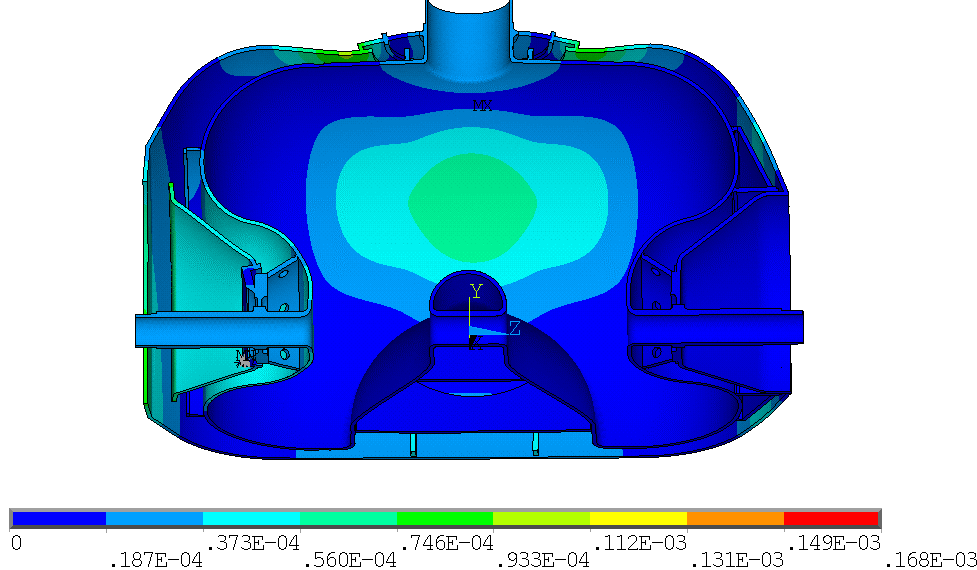 MX
Y
Z
0
.187E-04
.373E-04
.560E-04
.746E-04
.933E-04
.112E-03
.131E-03
.149E-03
.168E-03